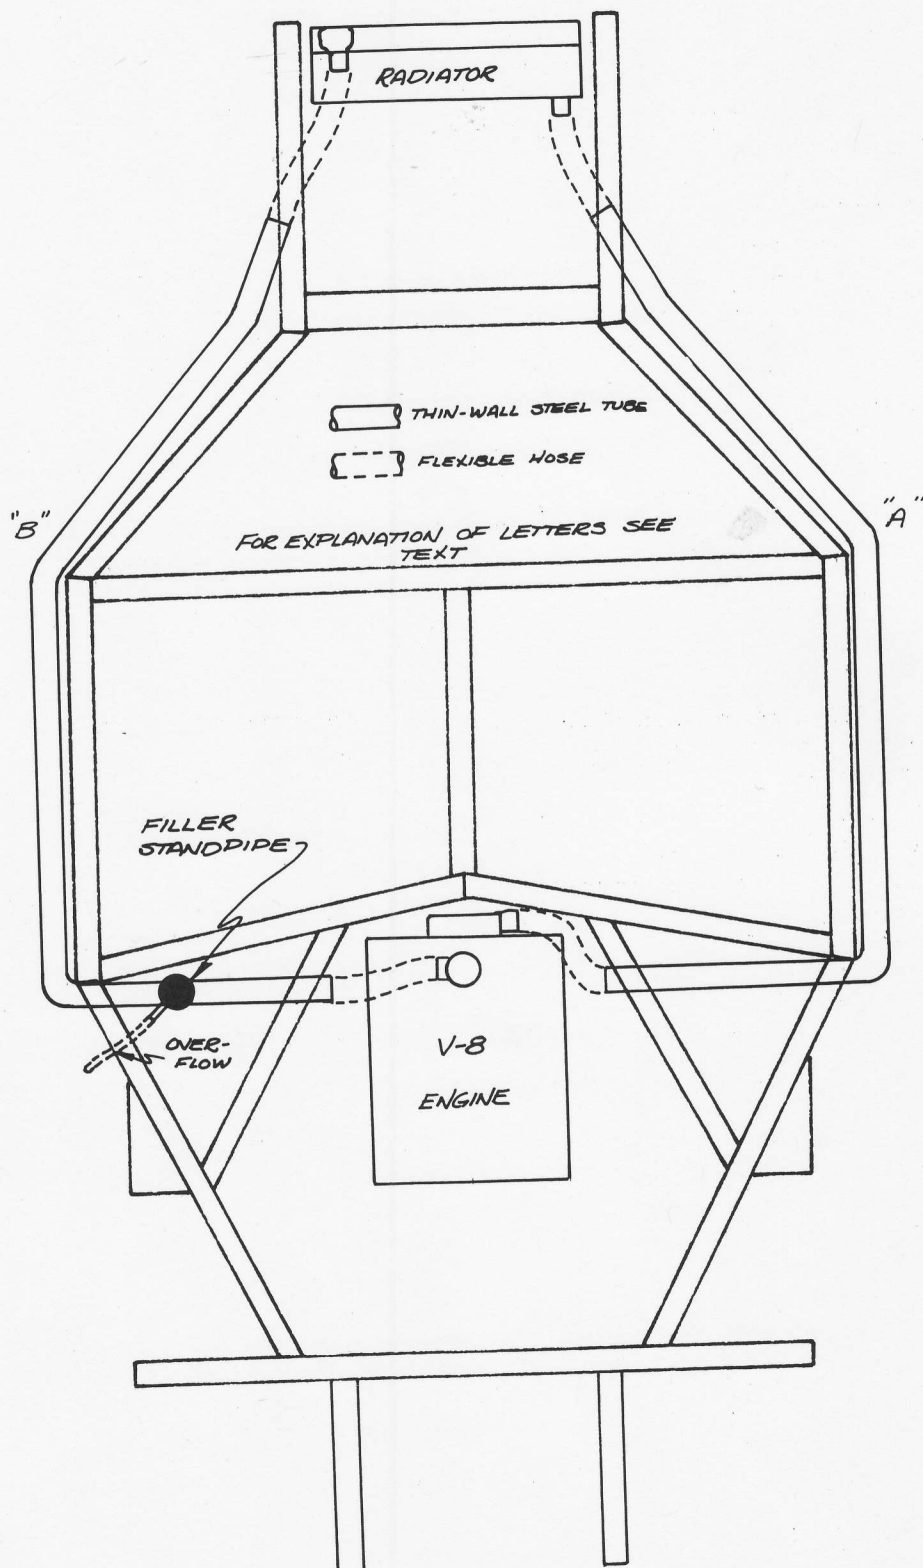 RADIATOR
THIN-WALL STEEL TUBE
FLEXIBLE HOSE
"B"
"A"
FOR EXPLANATION OF LETTERS SEE
TEXT
FILLER
STANDPIPE
OVER-
FLOW
V-8
ENGINE